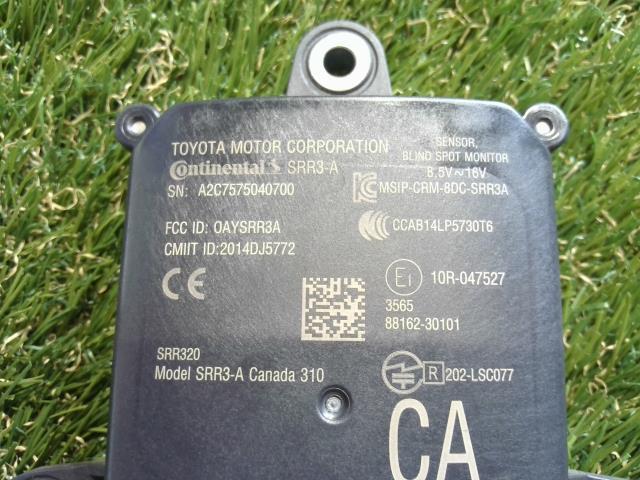 TOYOTA MOTOR CORPORATION
SENSOR,
BLIND SPOT MONITOR
Continental SRR3-A
8.5V~16V
SN: A2C7575040700
MSIP-CRM-8DC-SRR3A
FCC ID: OAYSRR3A
CCAB14LP5730T6
CMIIT ID:2014DJ5772
CE
E1 10R-047527
3565
88162-30101
SRR320
Model SRR3-A Canada 310
R 202-LSC077
CA